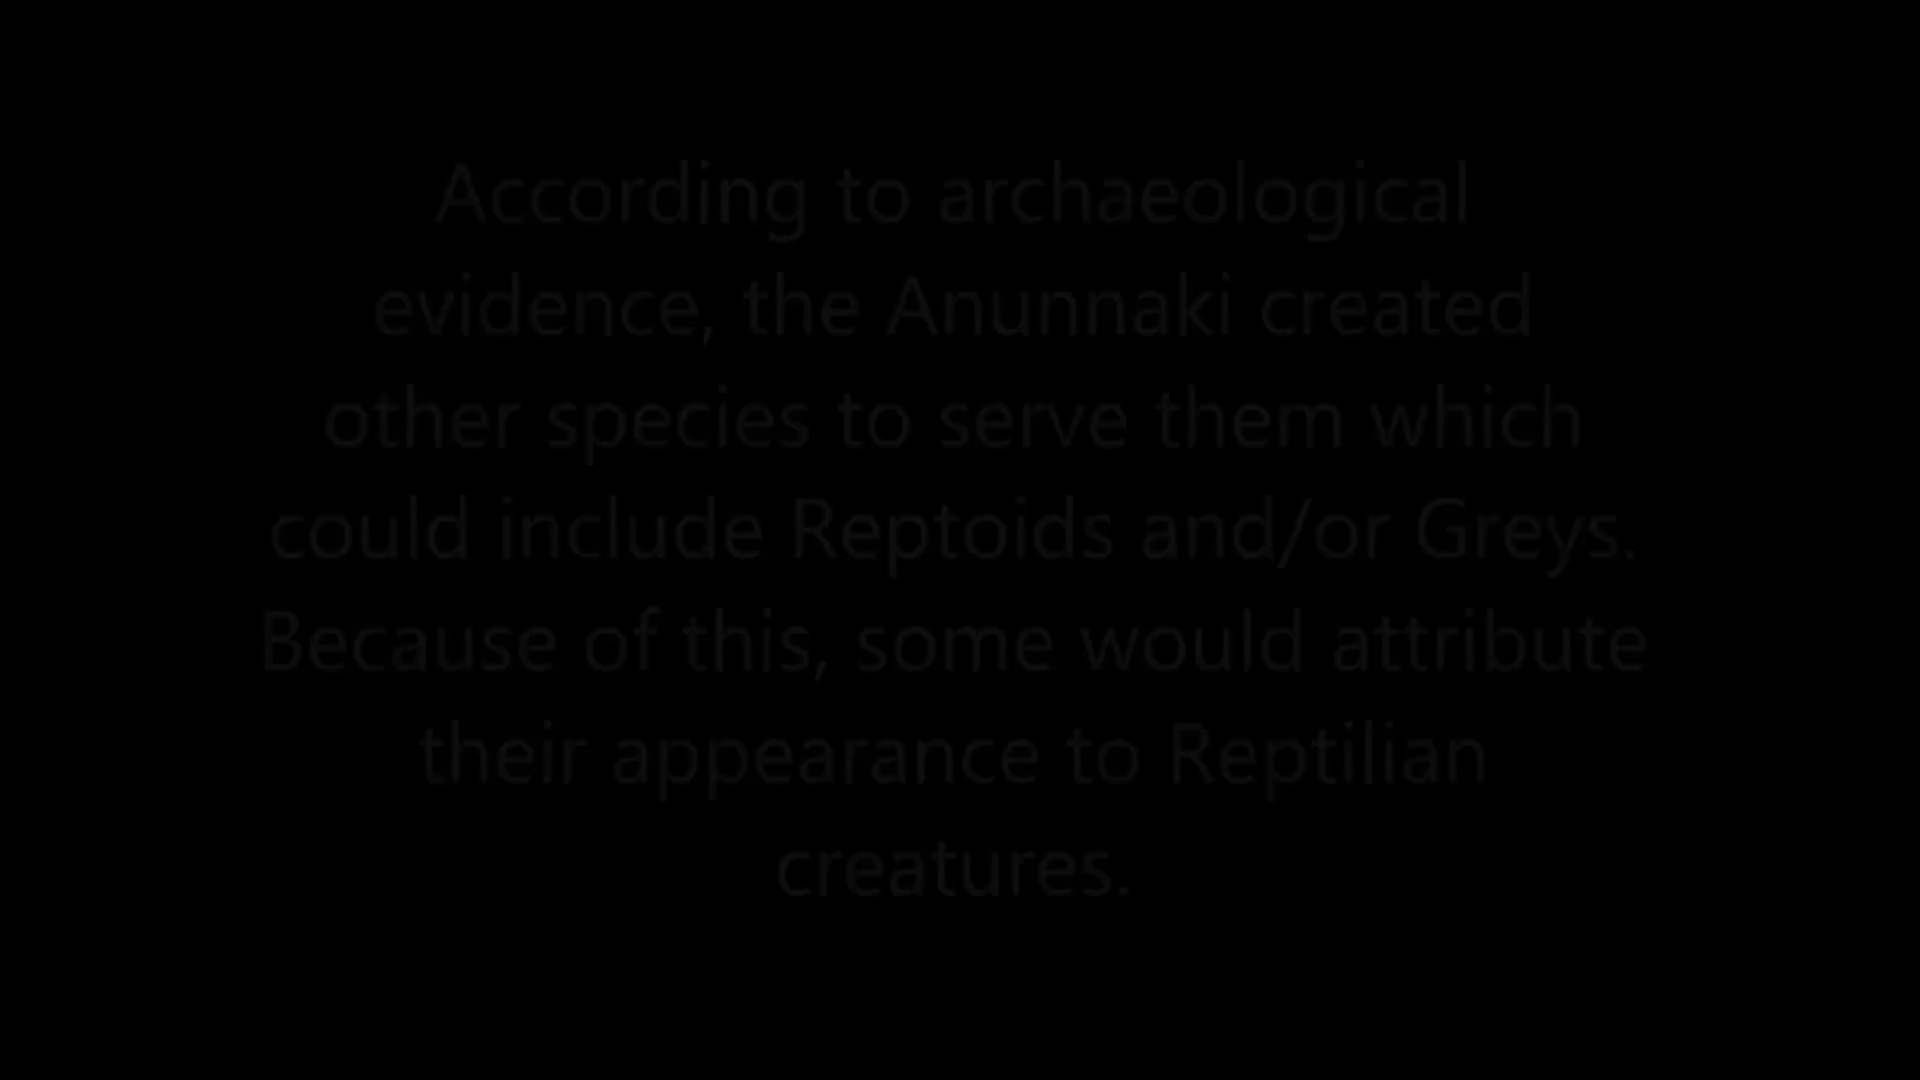 According to archaeological
evidence, the Anunnaki created
other species to serve them which
could include Reptoids and/or Greys.
Because of this, some would attribute
their appearance to Reptilian
creatures.